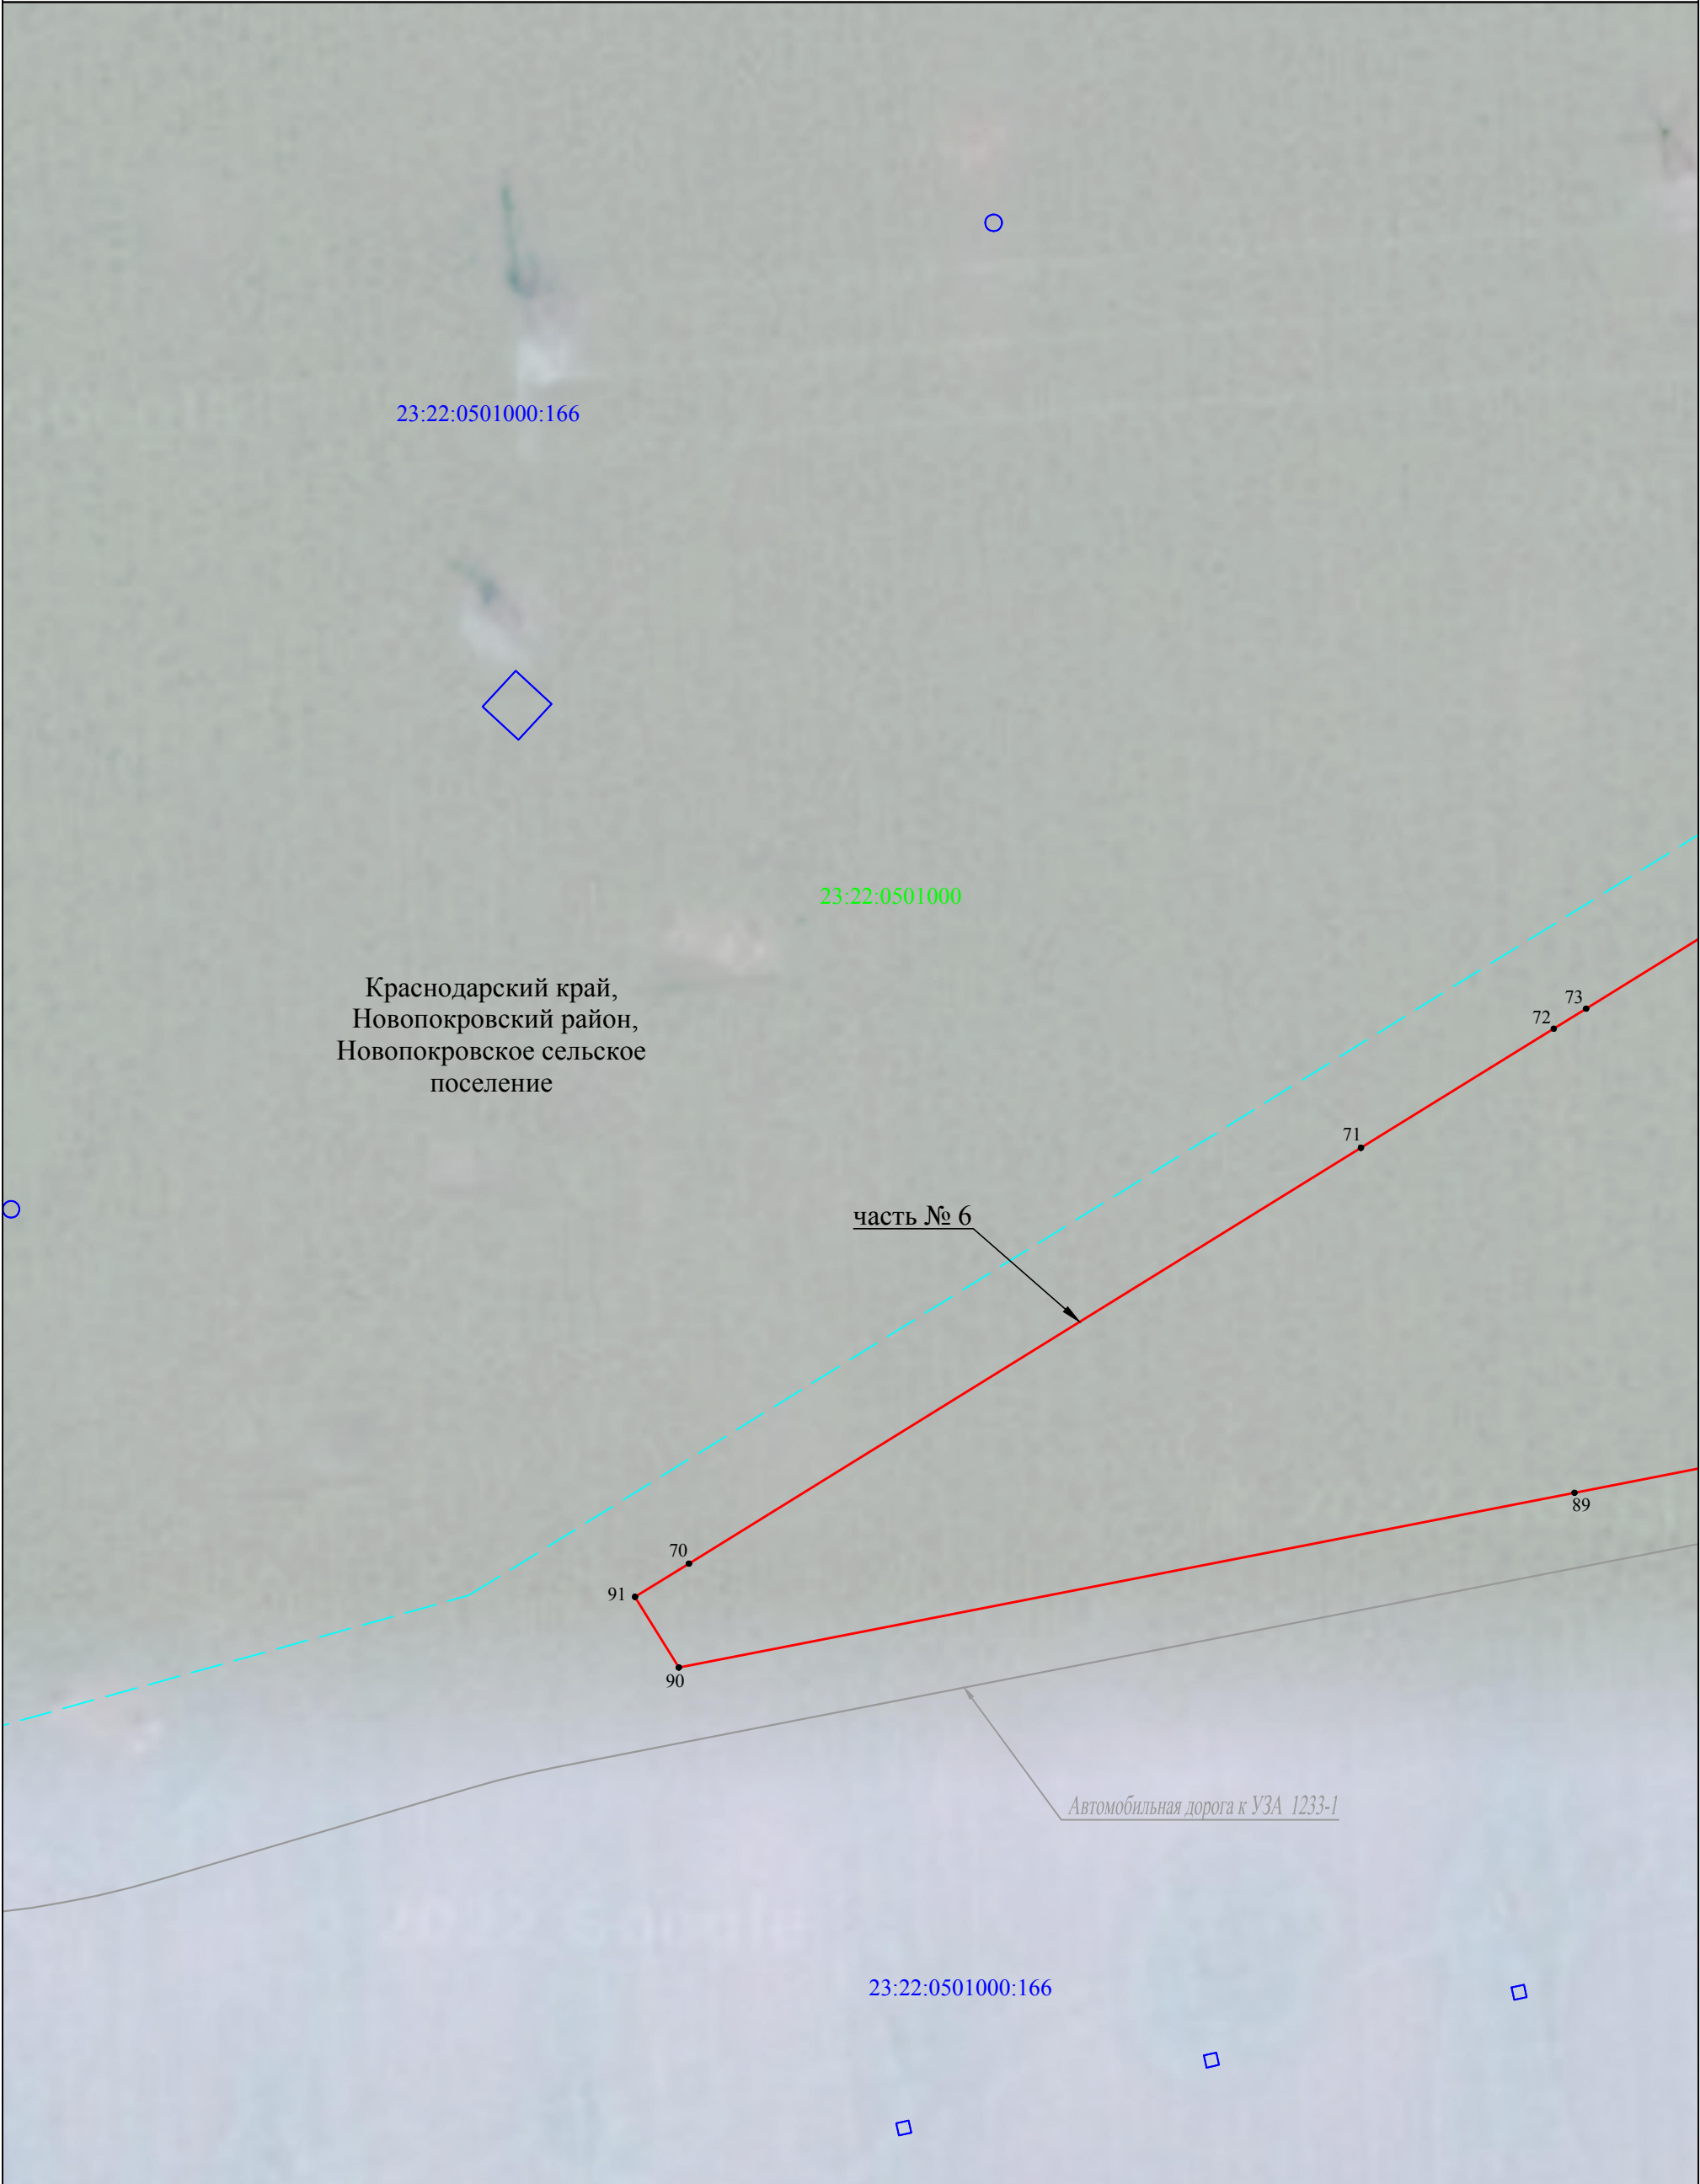 23:22:0501000:166
23:22:0501000
Краснодарский край,
Новопокровский район,
Новопокровское сельское
поселение
73
72
71
часть № 6
89
70
91
90
Автомобильная дорога к УЗА 1233-1
23:22:0501000:166